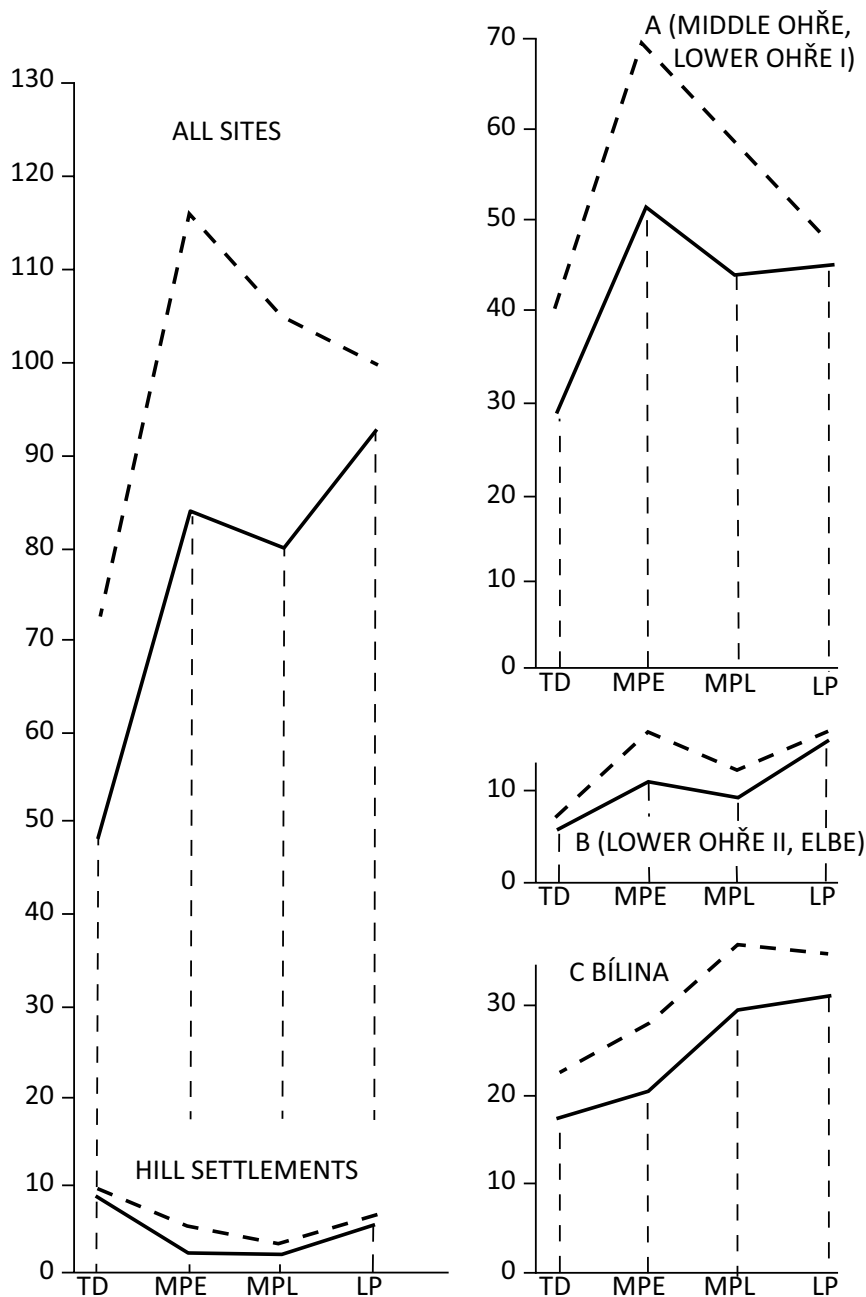 130
120
110
100
90
80
70
60
50
40
30
20
10
0
ALL SITES
HILL SETTLEMENTS
TD MPE MPL LP
A (MIDDLE OHŘE,
LOWER OHŘE I)
70
60
50
40
30
20
10
0
TD MPE MPL LP
10
0
B (LOWER OHŘE II, ELBE)
TD MPE MPL LP
C BÍLINA
30
20
10
0
TD MPE MPL LP